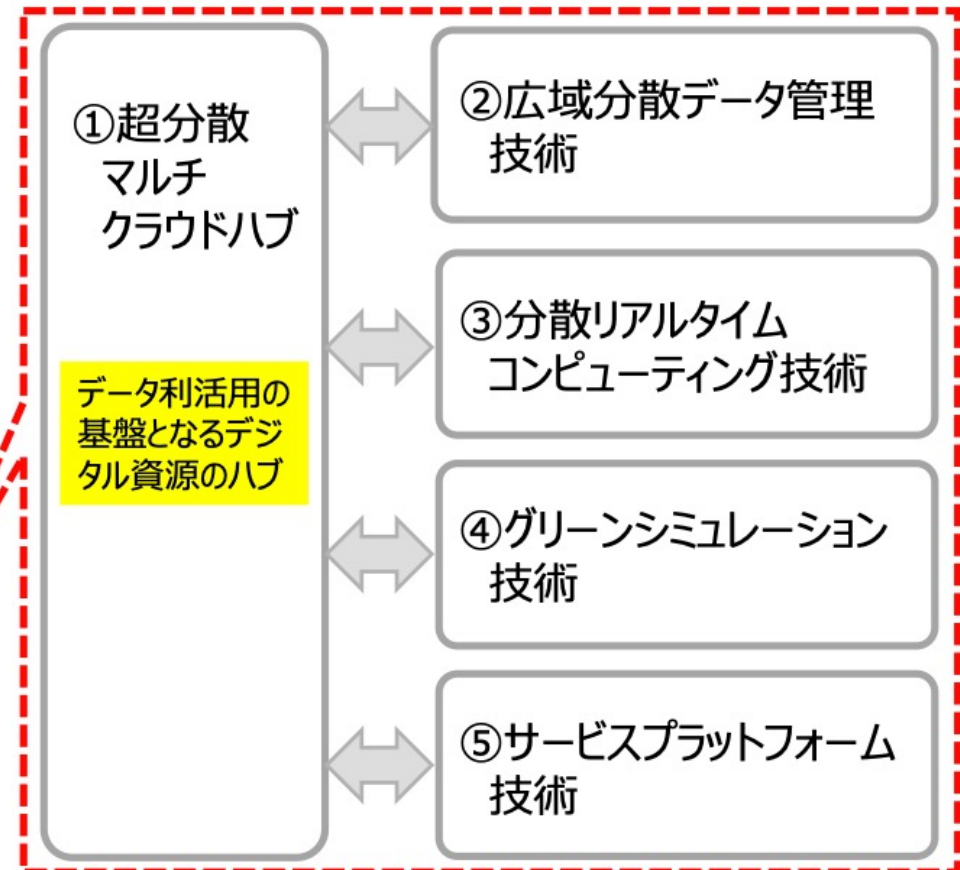 ①超分散
マルチ
クラウドハブ
データ利活用の
基盤となるデジ
タル資源のハブ
②広域分散データ管理
技術
③分散リアルタイム
コンピューティング技術
④グリーンシミュレーション
技術
⑤サービスプラットフォーム
技術